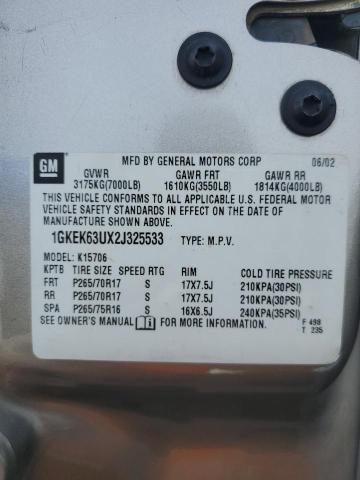 GM
MFD BY GENERAL MOTORS CORP 06/02
GVWR GAWR FRT GAWR RR
3175KG(7000LB) 1610KG(3550LB) 1814KG(4000LB)
THIS VEHICLE CONFORMS TO ALL APPLICABLE U.S. FEDERAL MOTOR
VEHICLE SAFETY STANDARDS IN EFFECT ON THE DATE OF
MANUFACTURE SHOWN ABOVE.
1GKEK63UX2J325533 TYPE: M.P.V.
MODEL: K15706
KPTB TIRE SIZE SPEED RTG RIM COLD TIRE PRESSURE
FRT P265/70R17 S 17X7.5J 210KPA(30PSI)
RR P265/70R17 S 17X7.5J 210KPA(30PSI)
SPA P265/75R16 S 16X6.5J 240KPA(35PSI)
SEE OWNER'S MANUAL FOR MORE INFORMATION. F 498
T 235